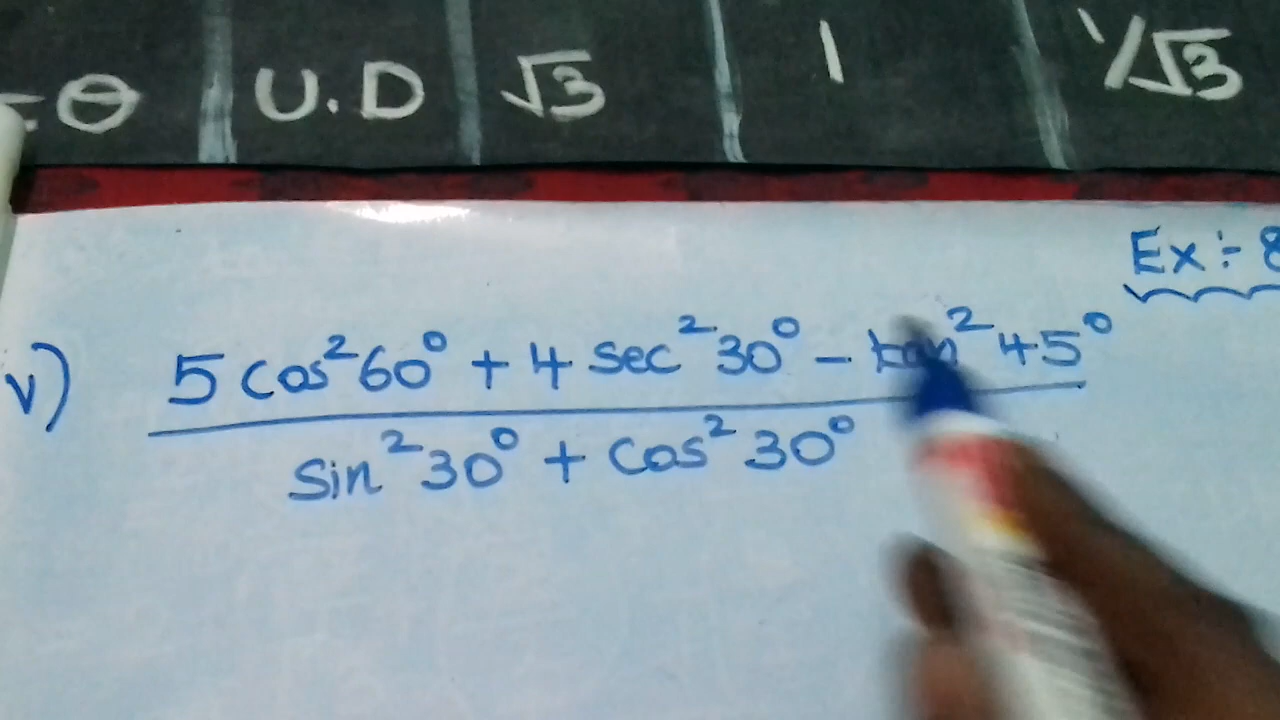 θ U.D √3 1 1/√3
Ex:- 8
v) 5 cos²60° + 4 sec²30° - tan²45°
sin²30° + cos²30°